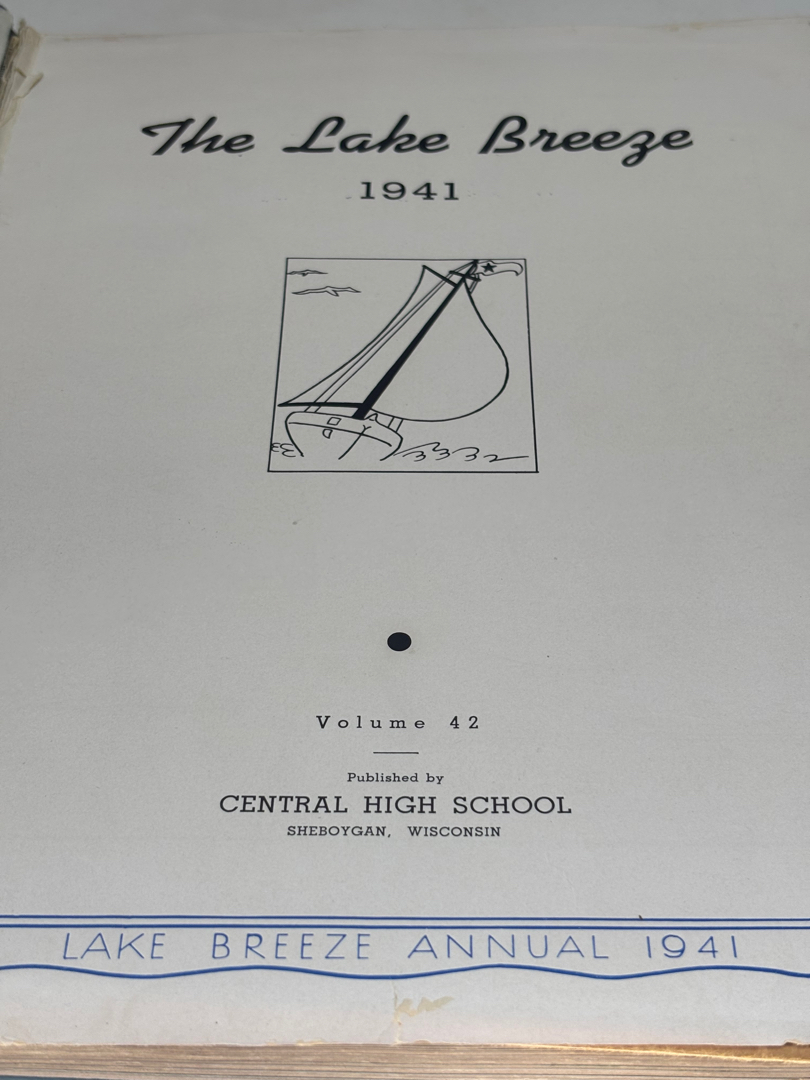 The Lake Breeze
1941
Volume 42
Published by
CENTRAL HIGH SCHOOL
SHEBOYGAN, WISCONSIN
LAKE BREEZE ANNUAL 1941